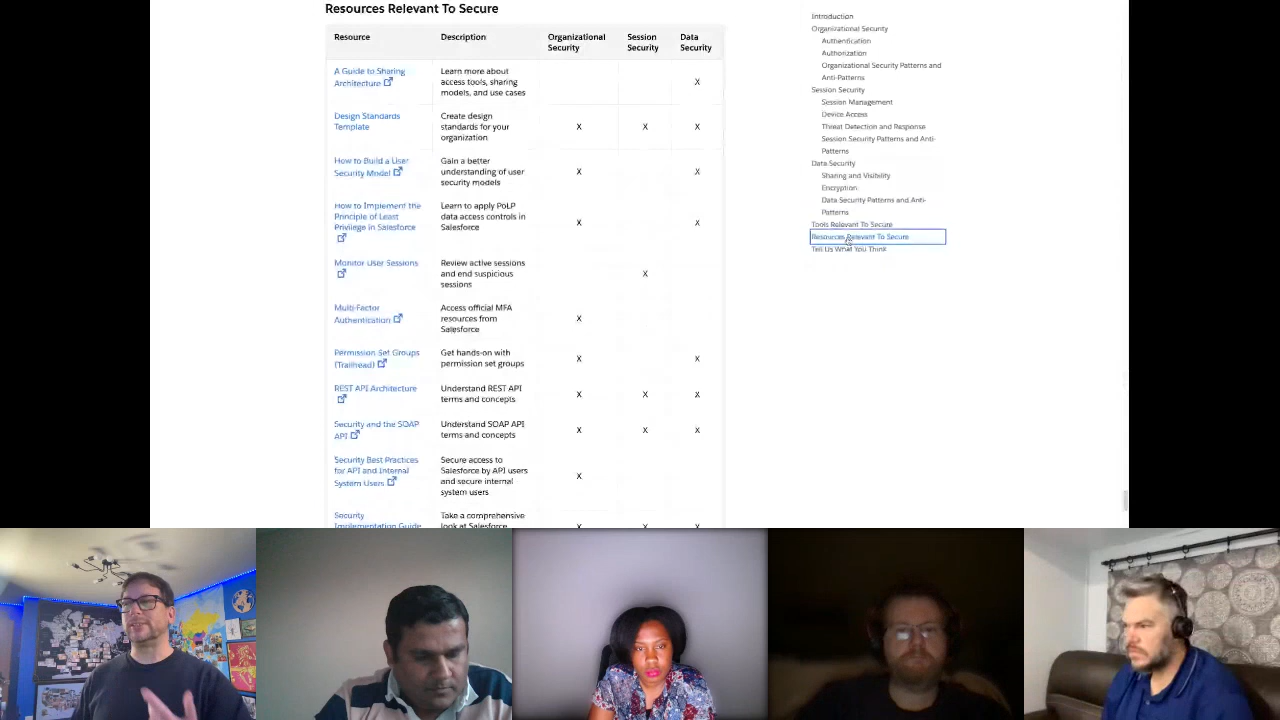 Resources Relevant To Secure
Resource
Description
Organizational
Security
Session
Security
Data
Security
A Guide to Sharing
Architecture
Learn more about
access tools, sharing
models, and use cases
X
Design Standards
Template
Create design
standards for your
organization
X X X
How to Build a User
Security Model
Gain a better
understanding of user
security models
X X
How to Implement the
Principle of Least
Privilege in Salesforce
Learn to apply PoLP
data access controls in
Salesforce
X X
Monitor User Sessions
Review active sessions
and end suspicious
sessions
X
Multi-Factor
Authentication
Access official MFA
resources from
Salesforce
X
Permission Set Groups
(Trailhead)
Get hands-on with
permission set groups
X X
REST API Architecture
Understand REST API
terms and concepts
X X X
Security and the SOAP
API
Understand SOAP API
terms and concepts
X X X
Security Best Practices
for API and Internal
System Users
Secure access to
Salesforce by API users
and secure internal
system users
X
Security
Implementation Guide
Take a comprehensive
look at Salesforce
X X X
Introduction
Organizational Security
Authentication
Authorization
Organizational Security Patterns and
Anti-Patterns
Session Security
Session Management
Device Access
Threat Detection and Response
Session Security Patterns and Anti-
Patterns
Data Security
Sharing and Visibility
Encryption
Data Security Patterns and Anti-
Patterns
Tools Relevant To Secure
Resources Relevant To Secure
Tell Us What You Think